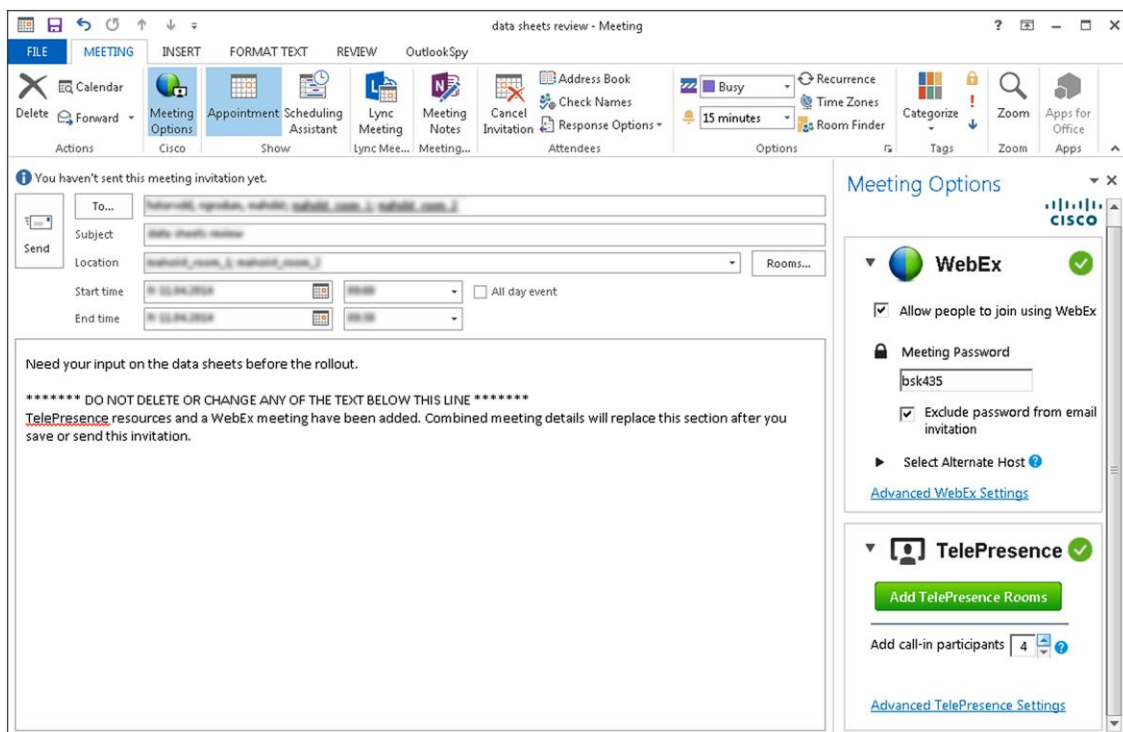 data sheets review - Meeting
FILE MEETING INSERT FORMAT TEXT REVIEW OutlookSpy
Delete
Calendar
Forward
Actions
Meeting Options
Cisco
Appointment
Scheduling Assistant
Show
Lync Meeting
Lync Mee...
Meeting Notes
Meeting...
Cancel Invitation
Address Book
Check Names
Response Options
Attendees
Busy
15 minutes
Recurrence
Time Zones
Room Finder
Options
Categorize
Tags
Zoom
Zoom
Apps for Office
Apps
You haven't sent this meeting invitation yet.
Send
To...
Subject
data sheets review
Location
Rooms...
Start time
All day event
End time
Need your input on the data sheets before the rollout.
******* DO NOT DELETE OR CHANGE ANY OF THE TEXT BELOW THIS LINE *******
TelePresence resources and a WebEx meeting have been added. Combined meeting details will replace this section after you
save or send this invitation.
Meeting Options
CISCO
WebEx
Allow people to join using WebEx
Meeting Password
bsk435
Exclude password from email
invitation
Select Alternate Host
Advanced WebEx Settings
TelePresence
Add TelePresence Rooms
Add call-in participants 4
Advanced TelePresence Settings